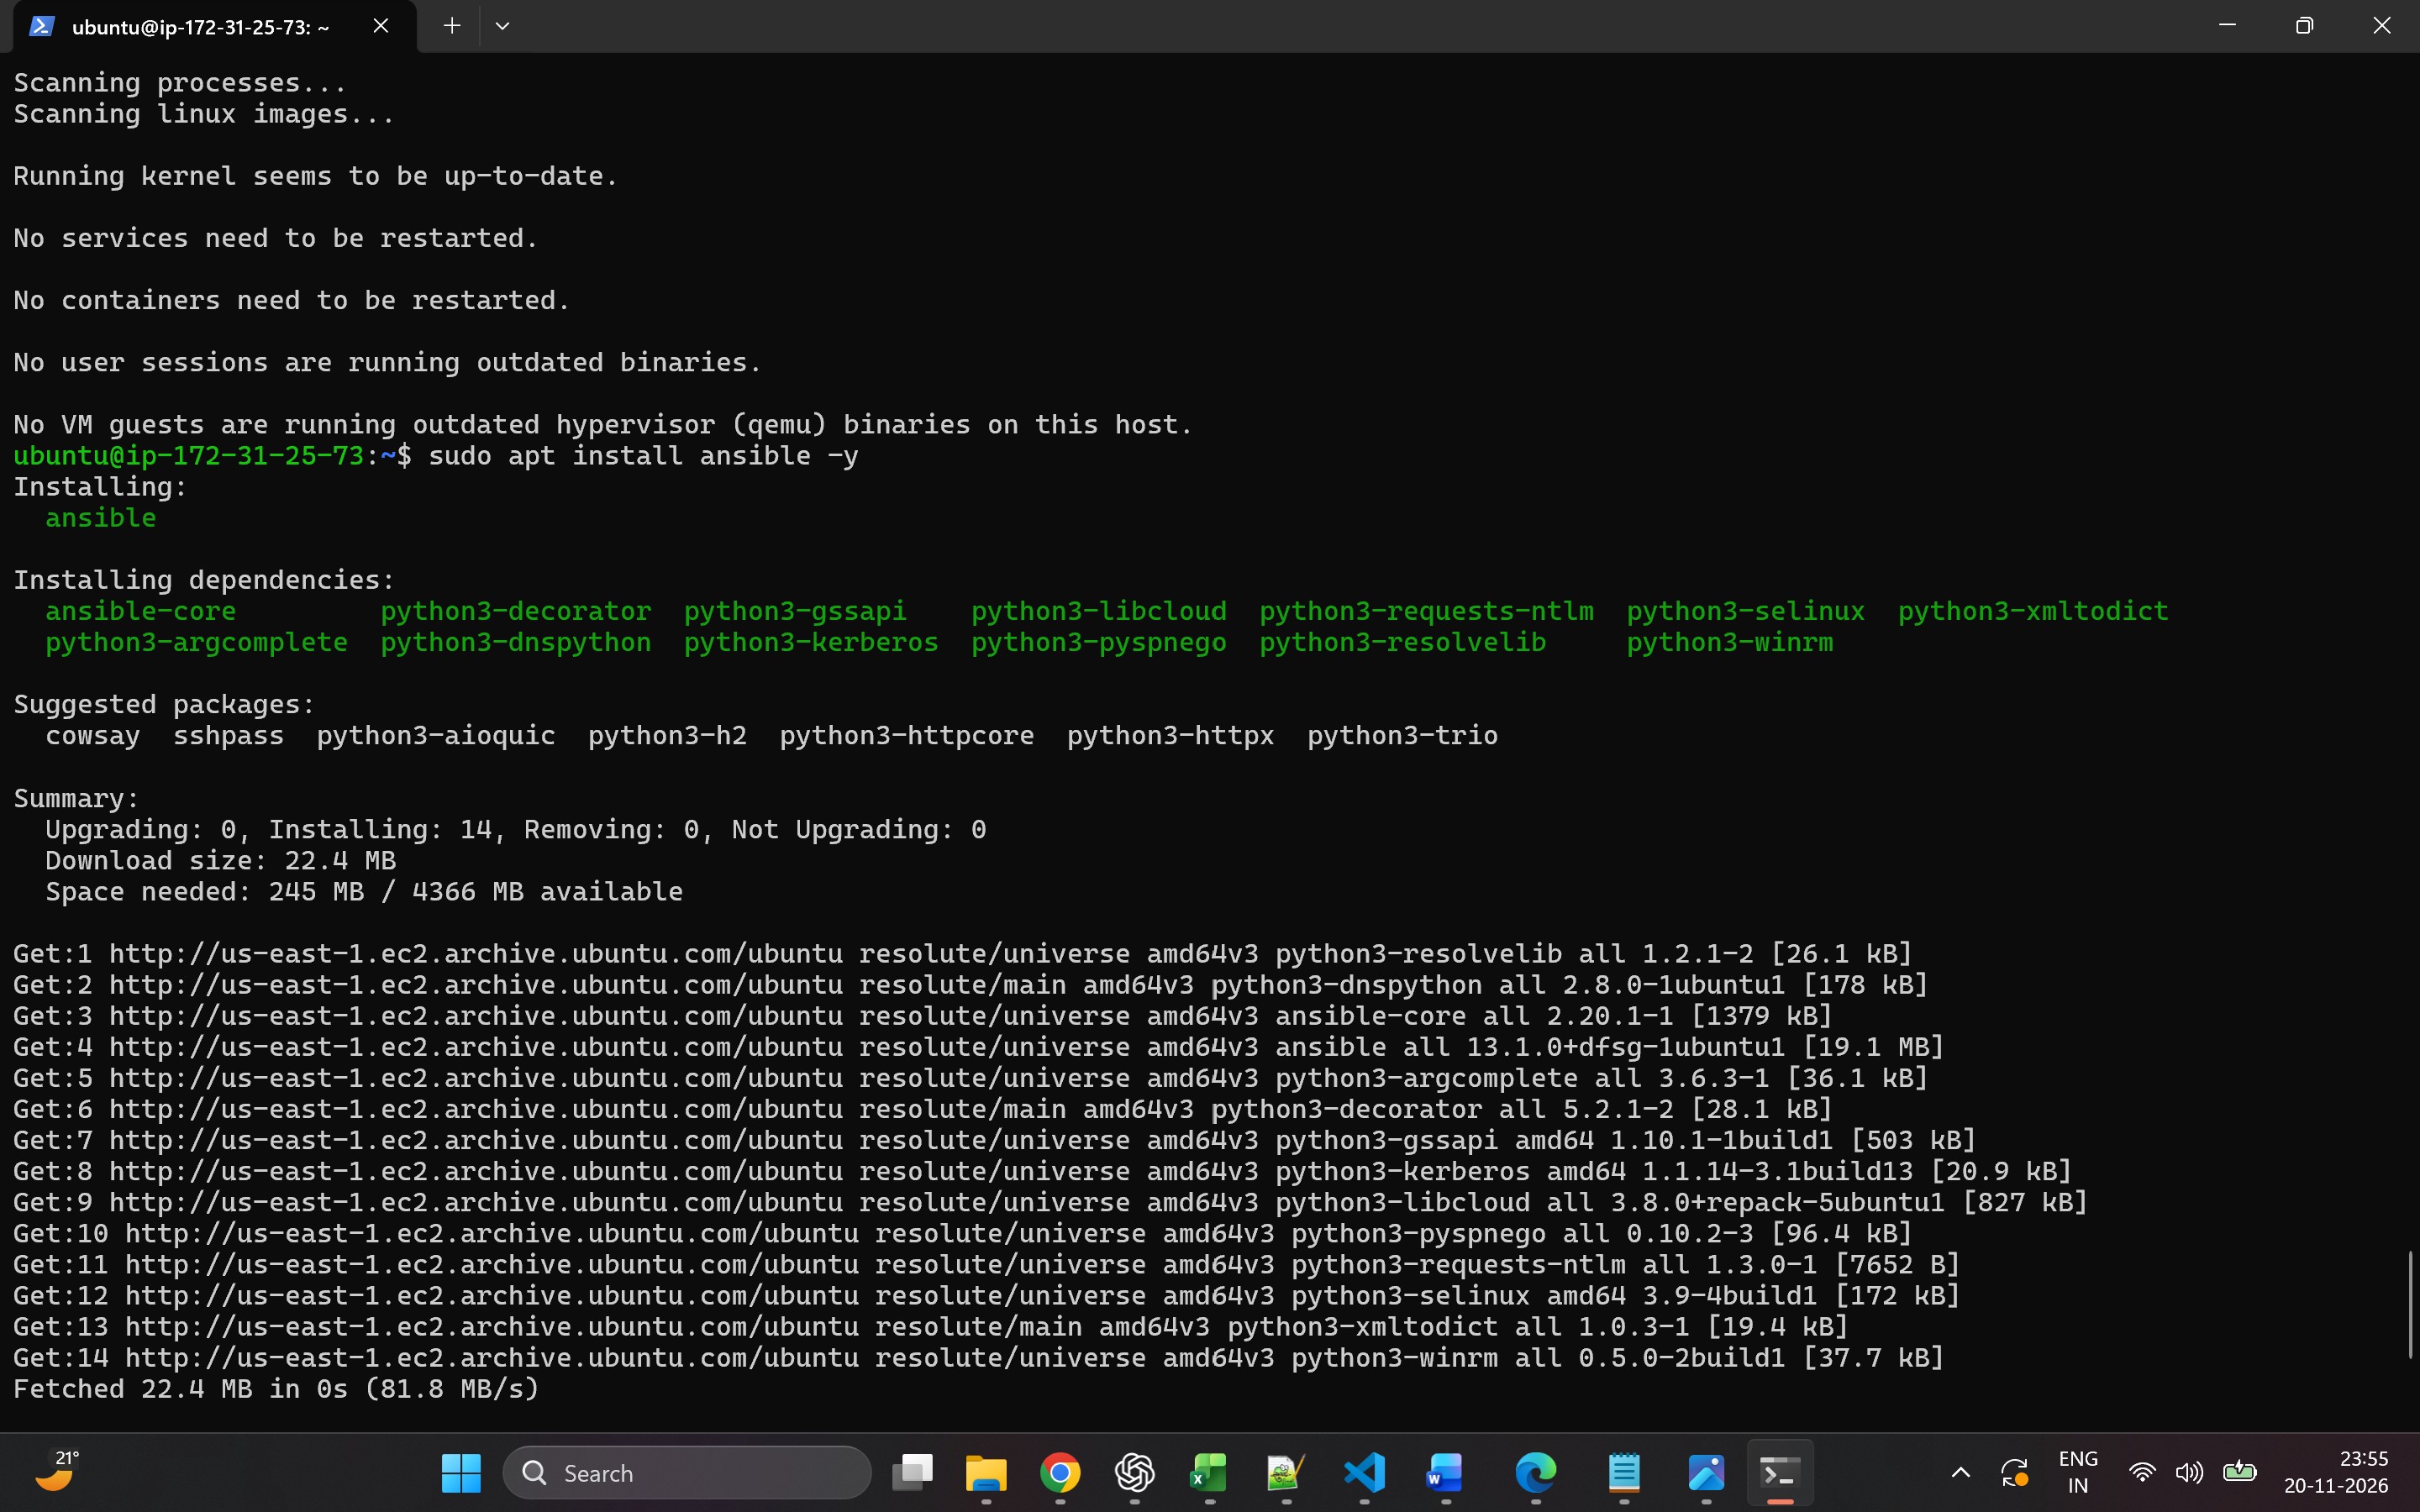 ubuntu@ip-172-31-25-73: ~
Scanning processes...
Scanning linux images...
Running kernel seems to be up-to-date.
No services need to be restarted.
No containers need to be restarted.
No user sessions are running outdated binaries.
No VM guests are running outdated hypervisor (qemu) binaries on this host.
ubuntu@ip-172-31-25-73:~$ sudo apt install ansible -y
Installing:
  ansible
Installing dependencies:
  ansible-core         python3-decorator  python3-gssapi    python3-libcloud  python3-requests-ntlm  python3-selinux  python3-xmltodict
  python3-argcomplete  python3-dnspython  python3-kerberos  python3-pyspnego  python3-resolvelib     python3-winrm
Suggested packages:
  cowsay  sshpass  python3-aioquic  python3-h2  python3-httpcore  python3-httpx  python3-trio
Summary:
  Upgrading: 0, Installing: 14, Removing: 0, Not Upgrading: 0
  Download size: 22.4 MB
  Space needed: 245 MB / 4366 MB available
Get:1 http://us-east-1.ec2.archive.ubuntu.com/ubuntu resolute/universe amd64v3 python3-resolvelib all 1.2.1-2 [26.1 kB]
Get:2 http://us-east-1.ec2.archive.ubuntu.com/ubuntu resolute/main amd64v3 python3-dnspython all 2.8.0-1ubuntu1 [178 kB]
Get:3 http://us-east-1.ec2.archive.ubuntu.com/ubuntu resolute/universe amd64v3 ansible-core all 2.20.1-1 [1379 kB]
Get:4 http://us-east-1.ec2.archive.ubuntu.com/ubuntu resolute/universe amd64v3 ansible all 13.1.0+dfsg-1ubuntu1 [19.1 MB]
Get:5 http://us-east-1.ec2.archive.ubuntu.com/ubuntu resolute/universe amd64v3 python3-argcomplete all 3.6.3-1 [36.1 kB]
Get:6 http://us-east-1.ec2.archive.ubuntu.com/ubuntu resolute/main amd64v3 python3-decorator all 5.2.1-2 [28.1 kB]
Get:7 http://us-east-1.ec2.archive.ubuntu.com/ubuntu resolute/universe amd64v3 python3-gssapi amd64 1.10.1-1build1 [503 kB]
Get:8 http://us-east-1.ec2.archive.ubuntu.com/ubuntu resolute/universe amd64v3 python3-kerberos amd64 1.1.14-3.1build13 [20.9 kB]
Get:9 http://us-east-1.ec2.archive.ubuntu.com/ubuntu resolute/universe amd64v3 python3-libcloud all 3.8.0+repack-5ubuntu1 [827 kB]
Get:10 http://us-east-1.ec2.archive.ubuntu.com/ubuntu resolute/universe amd64v3 python3-pyspnego all 0.10.2-3 [96.4 kB]
Get:11 http://us-east-1.ec2.archive.ubuntu.com/ubuntu resolute/universe amd64v3 python3-requests-ntlm all 1.3.0-1 [7652 B]
Get:12 http://us-east-1.ec2.archive.ubuntu.com/ubuntu resolute/universe amd64v3 python3-selinux amd64 3.9-4build1 [172 kB]
Get:13 http://us-east-1.ec2.archive.ubuntu.com/ubuntu resolute/main amd64v3 python3-xmltodict all 1.0.3-1 [19.4 kB]
Get:14 http://us-east-1.ec2.archive.ubuntu.com/ubuntu resolute/universe amd64v3 python3-winrm all 0.5.0-2build1 [37.7 kB]
Fetched 22.4 MB in 0s (81.8 MB/s)
21°
Search
ENG
IN
23:55
20-11-2026